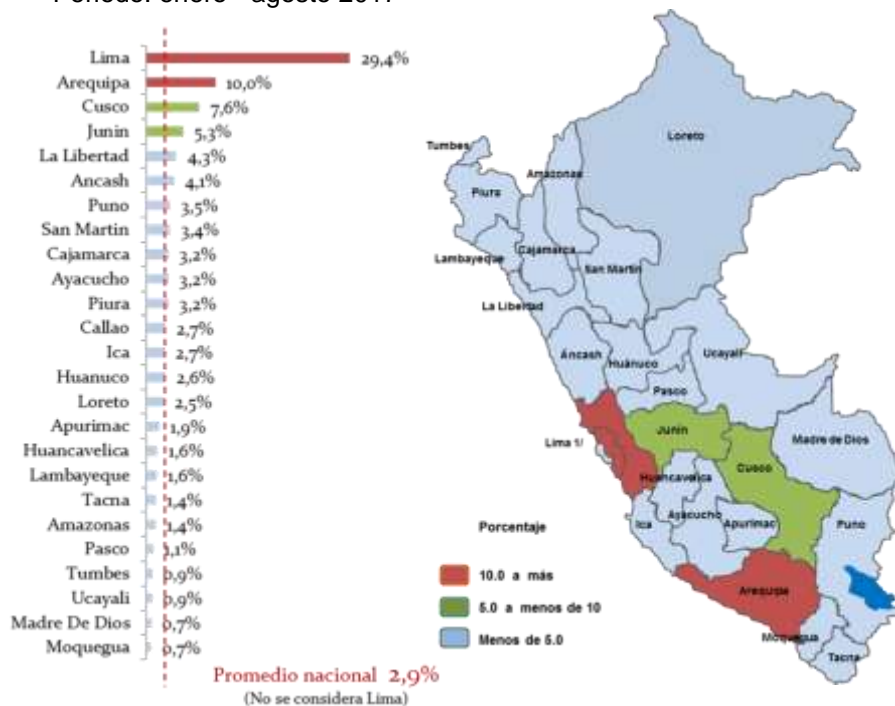 Periodo: enero - agosto 2017
Lima 29,4%
Arequipa 10,0%
Cusco 7,6%
Junin 5,3%
La Libertad 4,3%
Ancash 4,1%
Puno 3,5%
San Martin 3,4%
Cajamarca 3,2%
Ayacucho 3,2%
Piura 3,2%
Callao 2,7%
Ica 2,7%
Huanuco 2,6%
Loreto 2,5%
Apurimac 1,9%
Huancavelica 1,6%
Lambayeque 1,6%
Tacna 1,4%
Amazonas 1,4%
Pasco 1,1%
Tumbes 0,9%
Ucayali 0,9%
Madre De Dios 0,7%
Moquegua 0,7%
Promedio nacional 2,9%
(No se considera Lima)
Loreto
Tumbes
Amazonas
Piura
Cajamarca
Lambayeque
San Martin
La Libertad
Ucayali
Áncash
Huánuco
Pasco
Junín
Lima 1/
Madre de Dios
Cusco
Huancavelica
Ica
Ayacucho
Apurimac
Puno
Arequipa
Moquegua
Tacna
Porcentaje
10.0 a más
5.0 a menos de 10
Menos de 5.0